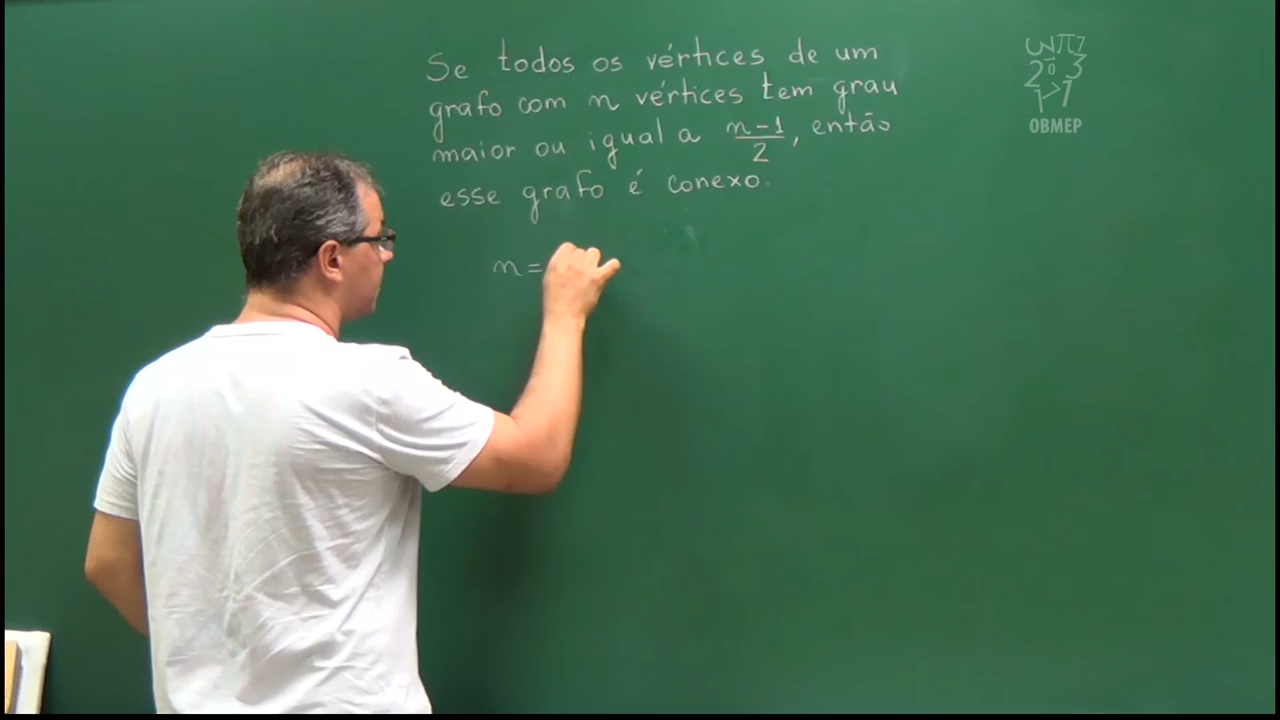 Se todos os vértices de um
grafo com n vértices tem grau
maior ou igual a \frac{n-1}{2}, então
esse grafo é conexo.
n =
OBMEP